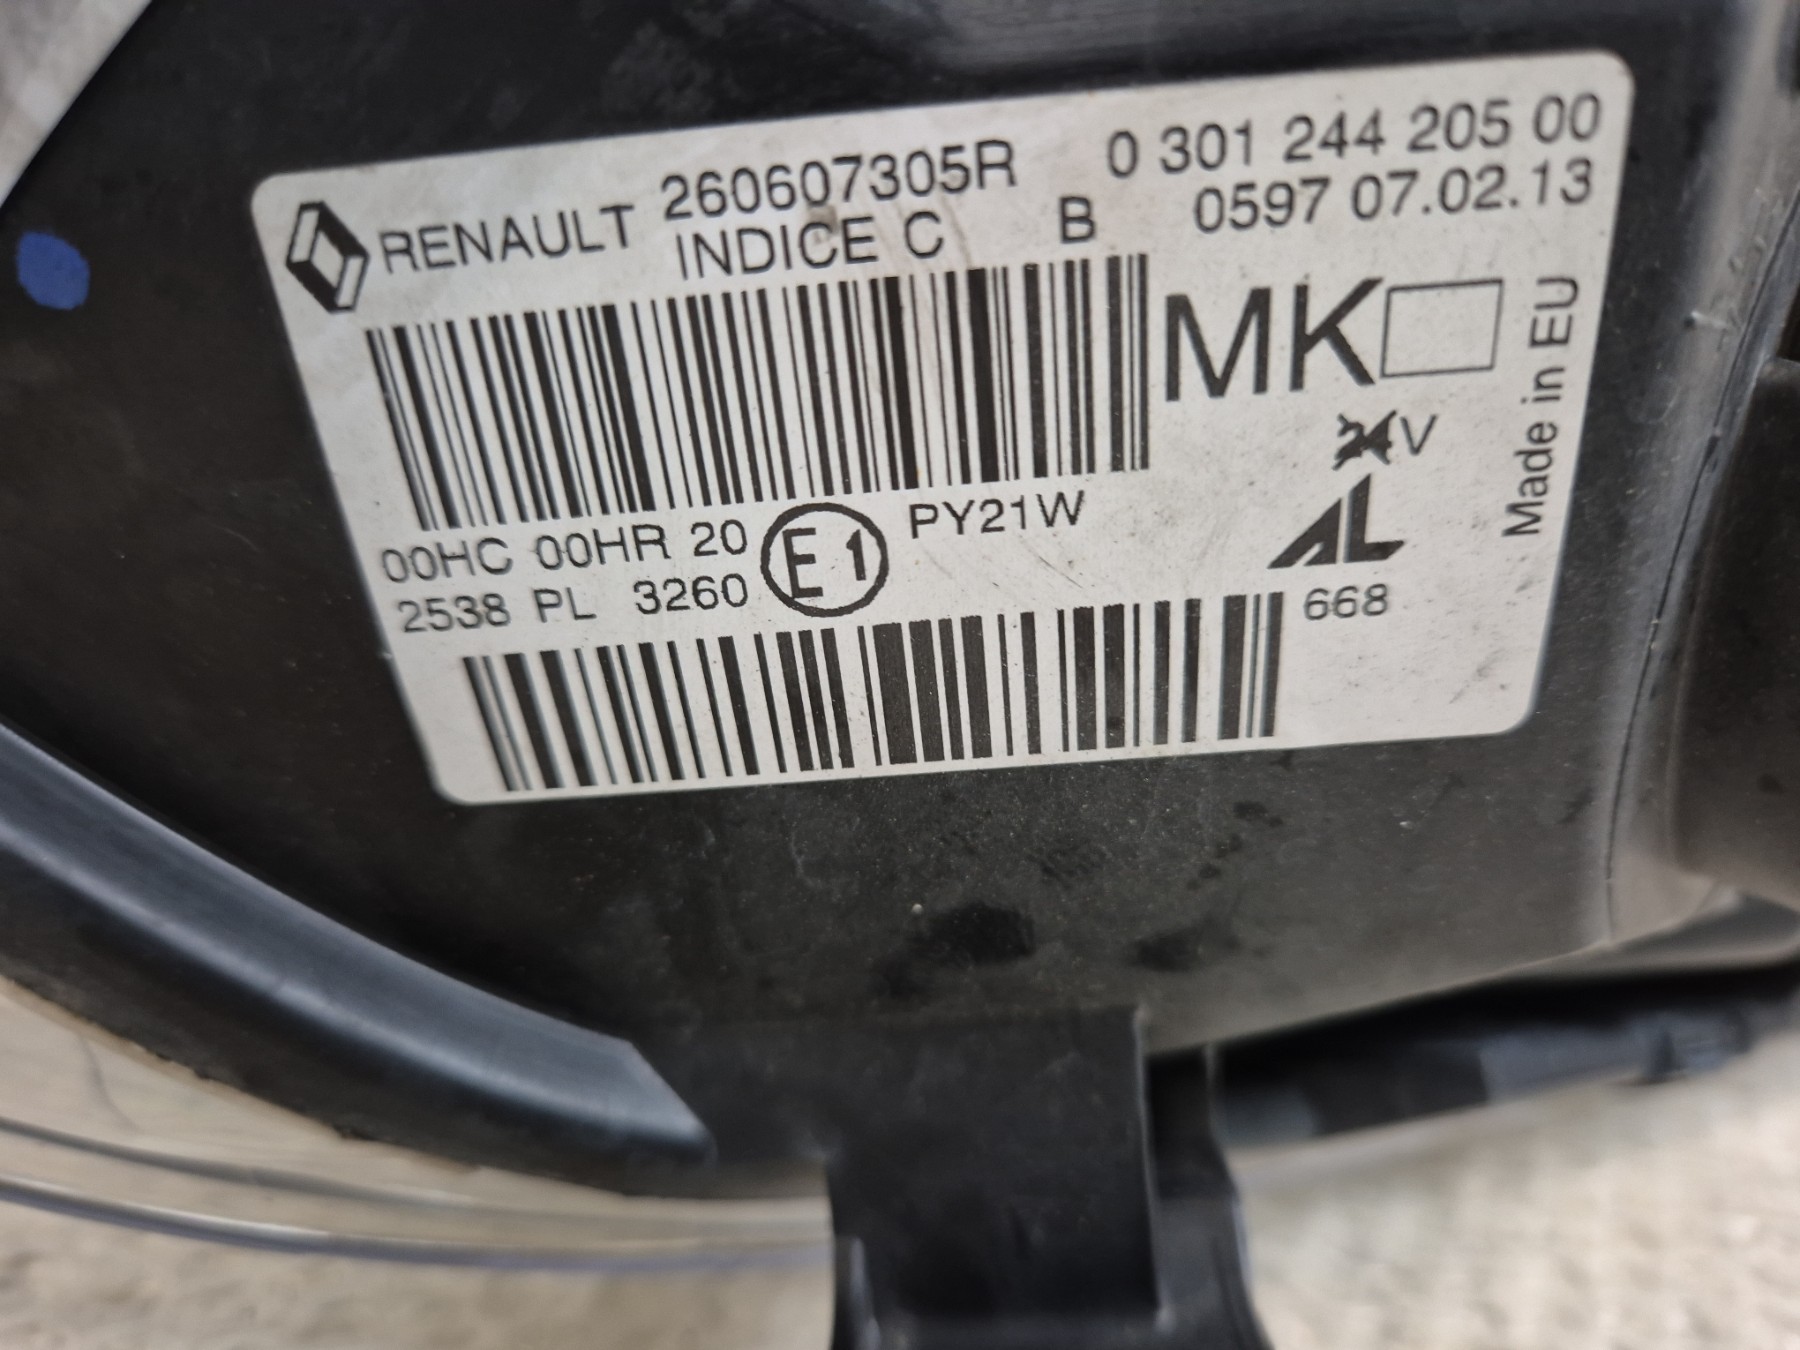 RENAULT 260607305R 0 301 244 205 00
INDICE C B 0597 07.02.13
MK
V
Made in EU
00HC 00HR 20 E1 PY21W
2538 PL 3260
AL
668